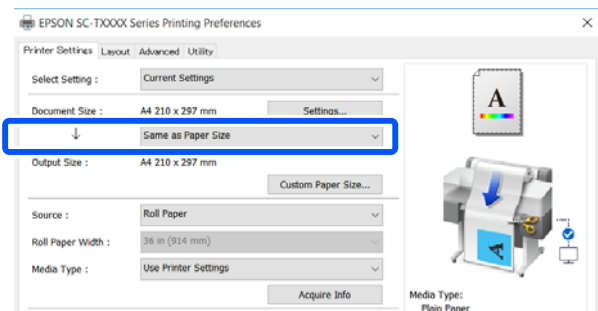 EPSON SC-TXXXX Series Printing Preferences
Printer Settings Layout Advanced Utility
Select Setting : Current Settings
Document Size : A4 210 x 297 mm Settings...
↓ Same as Paper Size
Output Size : A4 210 x 297 mm
Custom Paper Size...
Source : Roll Paper
Roll Paper Width : 36 in (914 mm)
Media Type : Use Printer Settings
Acquire Info
A
Media Type:
Plain Paper